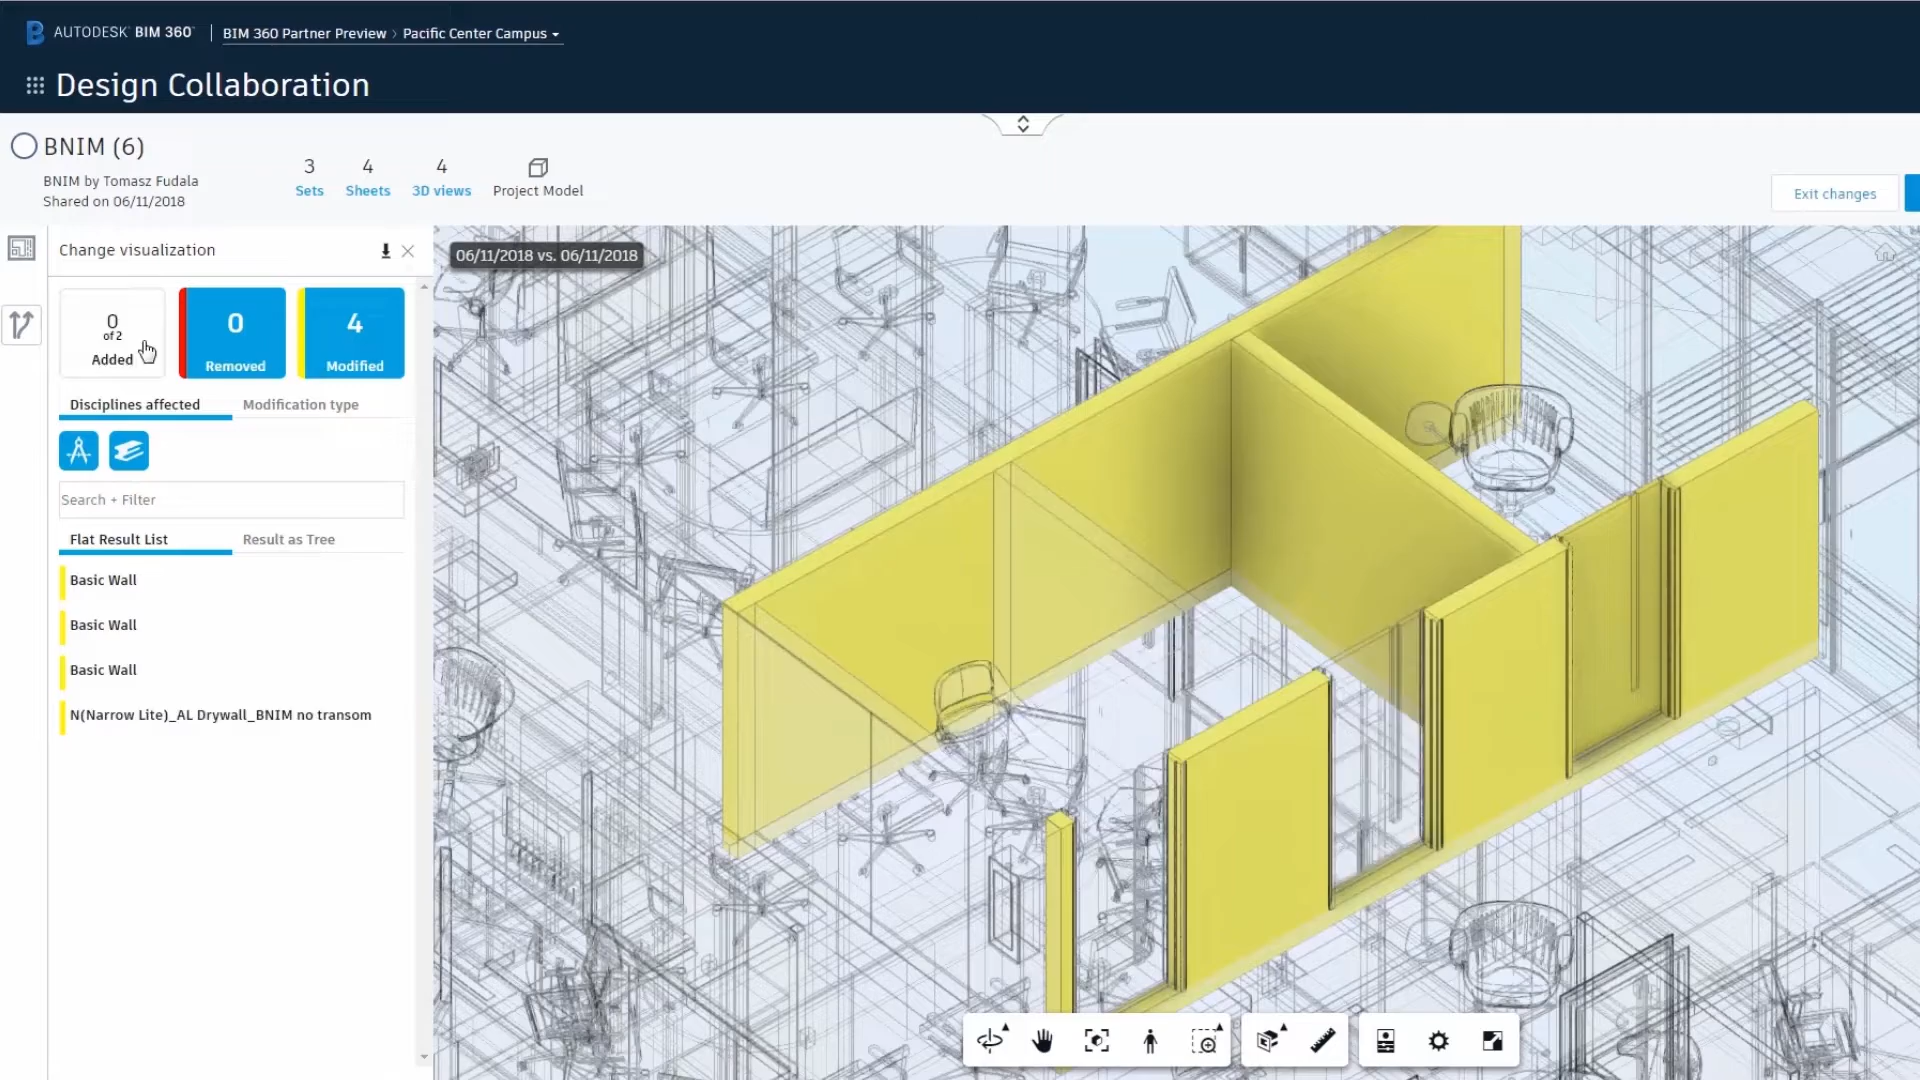 AUTODESK® BIM 360™ | BIM 360 Partner Preview › Pacific Center Campus
Design Collaboration
BNIM (6)
BNIM by Tomasz Fudala
Shared on 06/11/2018
3
Sets
4
Sheets
4
3D views
Project Model
Exit changes
Change visualization
06/11/2018 vs. 06/11/2018
0
of 2
Added
0
Removed
4
Modified
Disciplines affected
Modification type
Search + Filter
Flat Result List
Result as Tree
Basic Wall
Basic Wall
Basic Wall
N(Narrow Lite)_AL Drywall_BNIM no transom